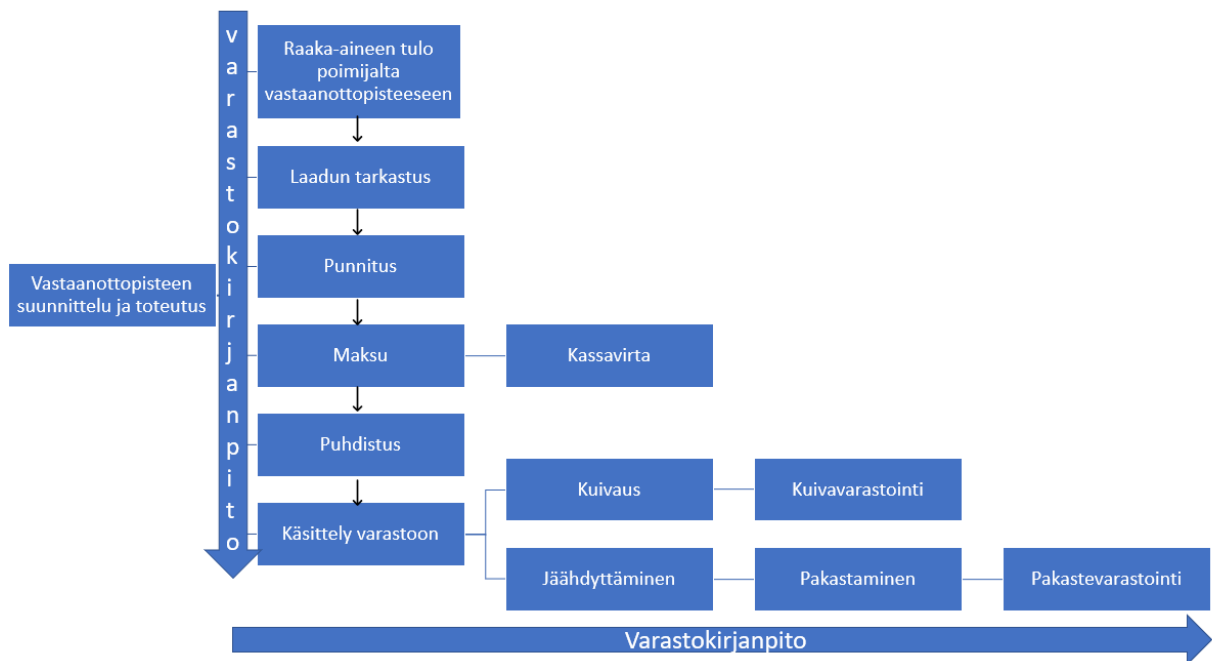 varastokirjanpito
Raaka-aineen tulo
poimijalta
vastaanottopisteeseen
Laadun tarkastus
Punnitus
Vastaanottopisteen
suunnittelu ja toteutus
Maksu
Kassavirta
Puhdistus
Kuivaus
Kuivavarastointi
Käsittely varastoon
Jäähdyttäminen
Pakastaminen
Pakastevarastointi
Varastokirjanpito